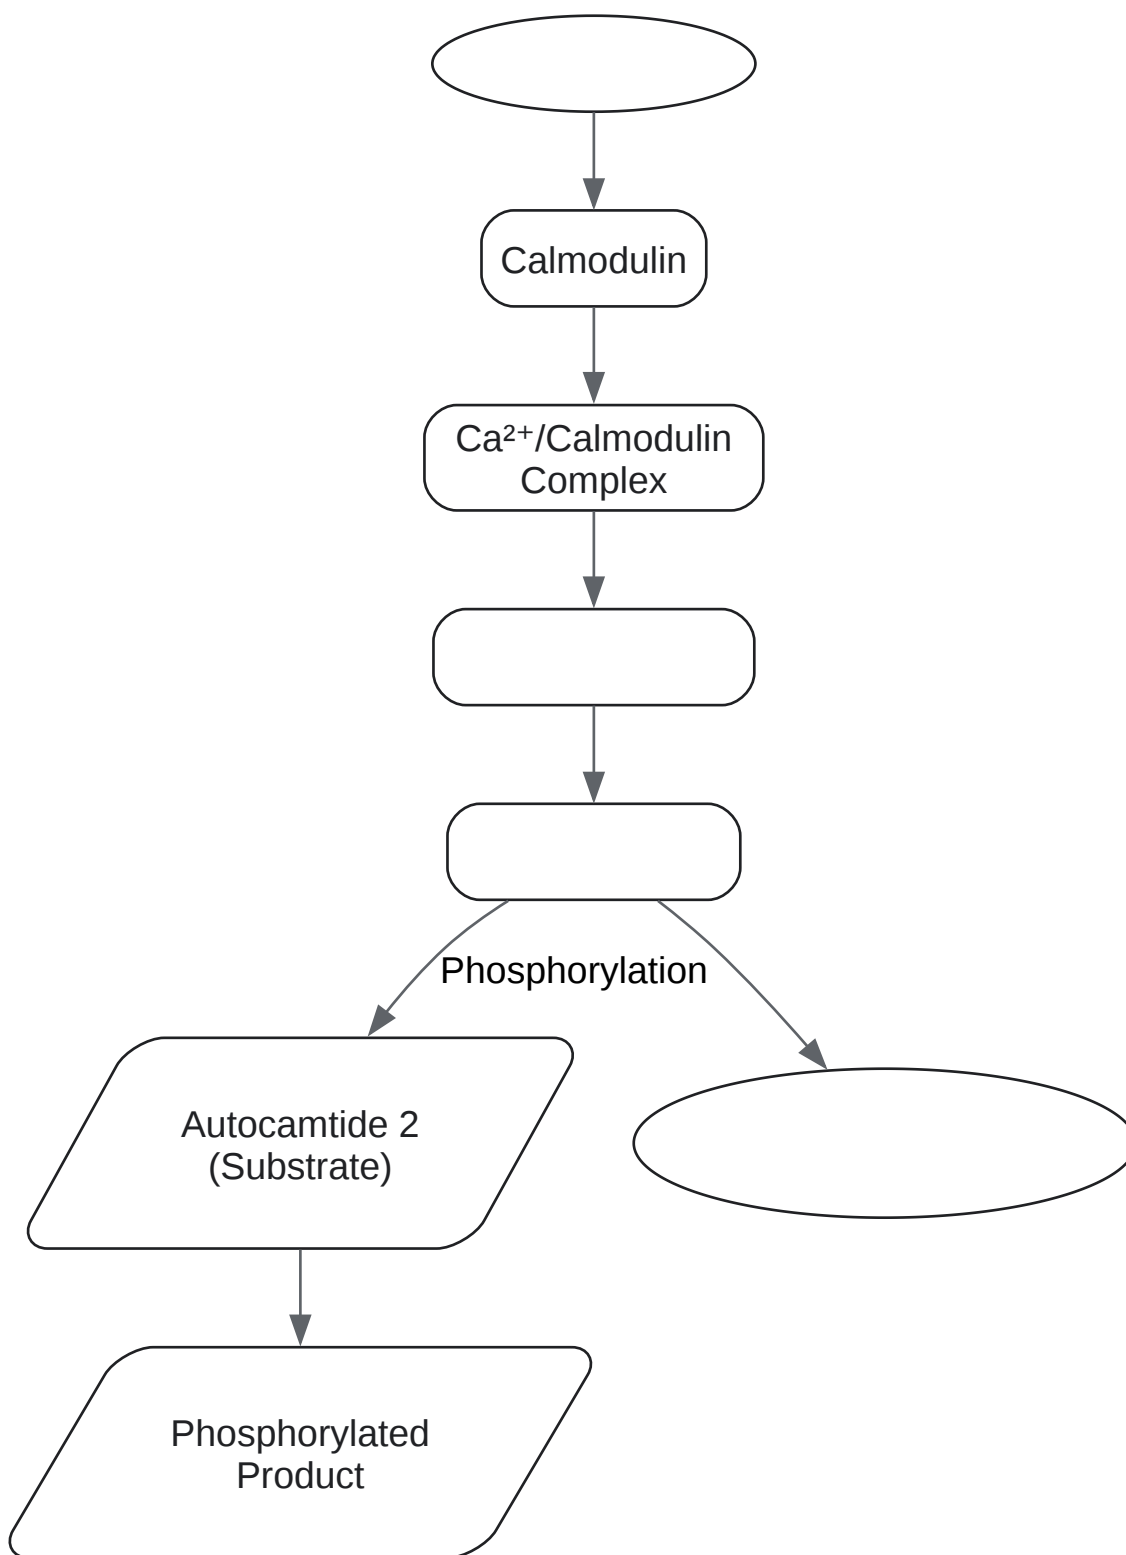 Calmodulin
Ca²⁺/Calmodulin
Complex
Phosphorylation
Autocamtide 2
(Substrate)
Phosphorylated
Product